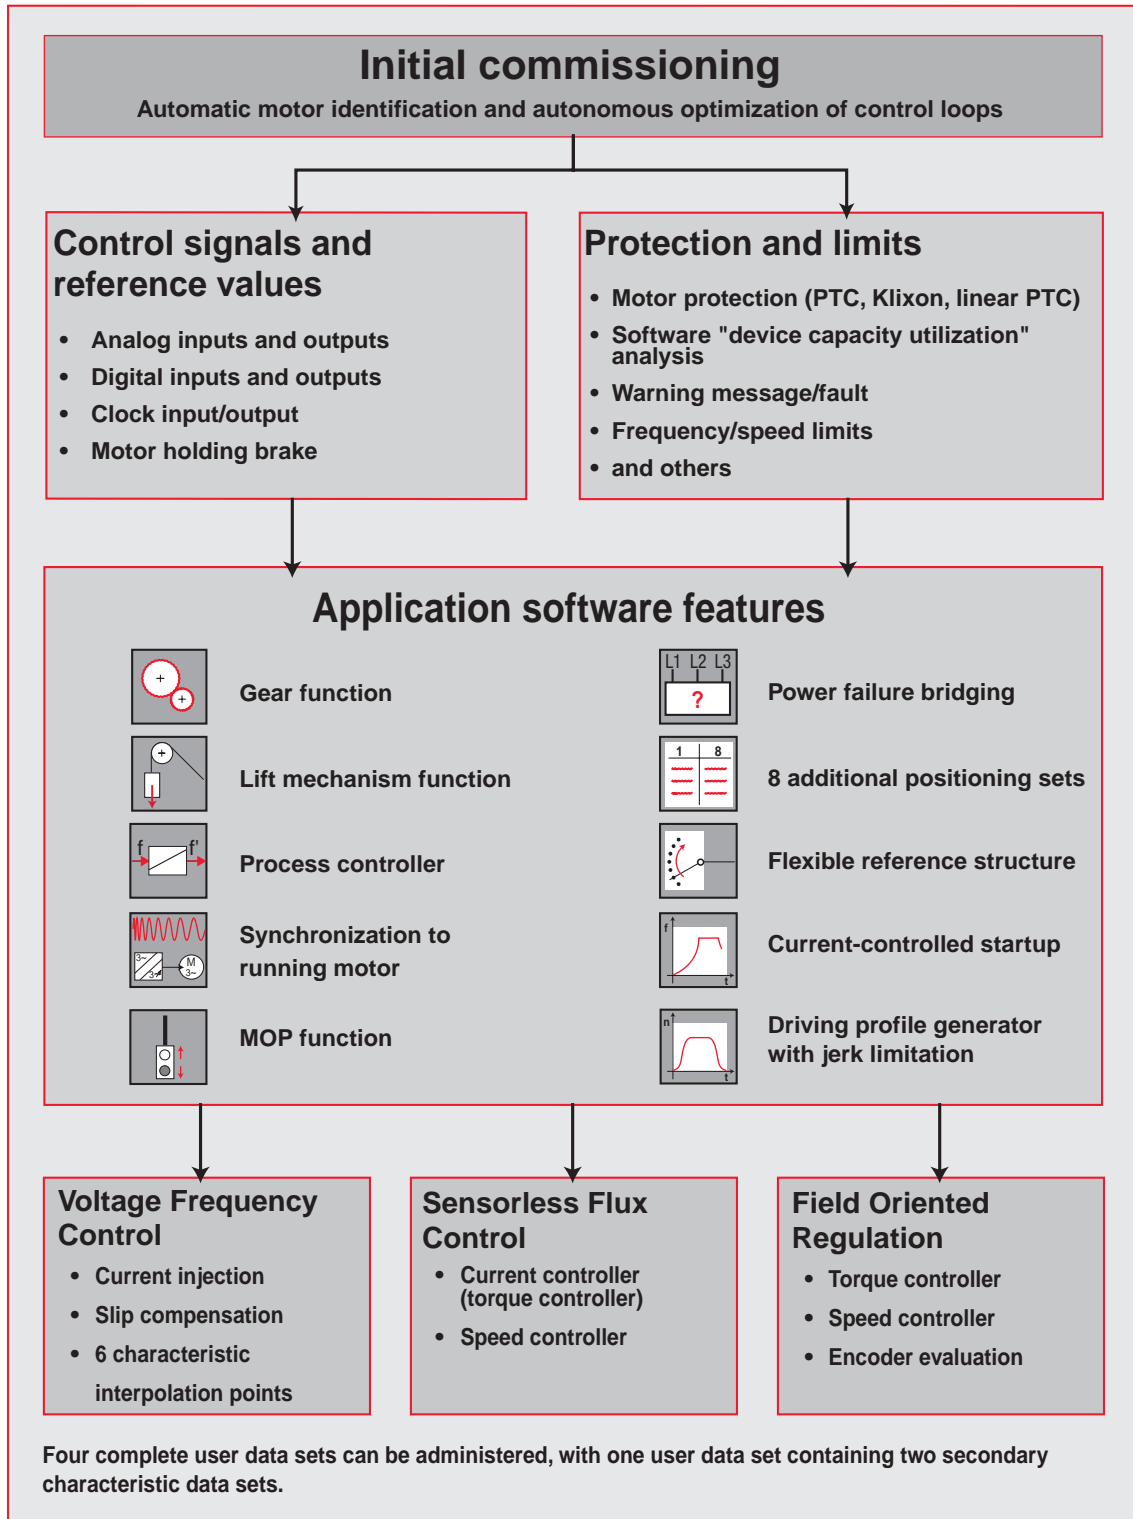 Initial commissioning
Automatic motor identification and autonomous optimization of control loops
Control signals and
reference values
• Analog inputs and outputs
• Digital inputs and outputs
• Clock input/output
• Motor holding brake
Protection and limits
• Motor protection (PTC, Klixon, linear PTC)
• Software "device capacity utilization"
analysis
• Warning message/fault
• Frequency/speed limits
• and others
Application software features
+
+
Gear function
+
Lift mechanism function
f f'
Process controller
3~
3~
M
3~
Synchronization to
running motor
MOP function
L1 L2 L3
?
Power failure bridging
1 8
8 additional positioning sets
Flexible reference structure
f
t
Current-controlled startup
n
t
Driving profile generator
with jerk limitation
Voltage Frequency
Control
• Current injection
• Slip compensation
• 6 characteristic
interpolation points
Sensorless Flux
Control
• Current controller
(torque controller)
• Speed controller
Field Oriented
Regulation
• Torque controller
• Speed controller
• Encoder evaluation
Four complete user data sets can be administered, with one user data set containing two secondary
characteristic data sets.